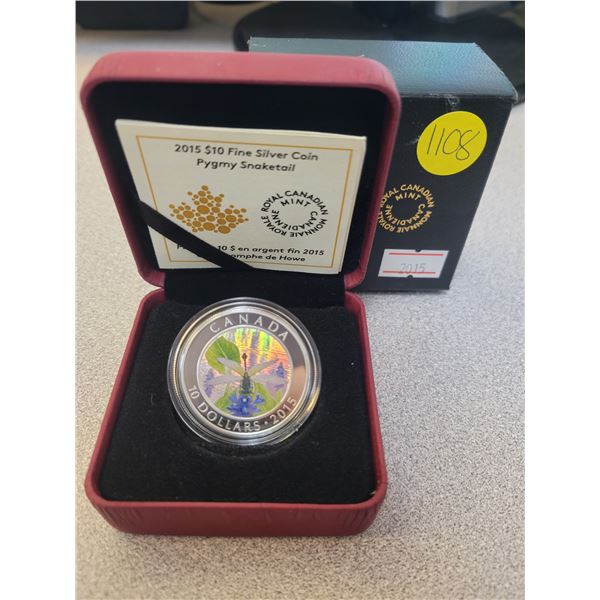 2015 $10 Fine Silver Coin
Pygmy Snaketail
ROYAL CANADIAN MINT
MONNAIE ROYALE CANADIENNE
10 $ en argent fin 2015
omphe de Howe
CANADA
10 DOLLARS • 2015
1108
ROYAL CANADIAN MINT
MONNAIE ROYALE CANADIENNE
2015